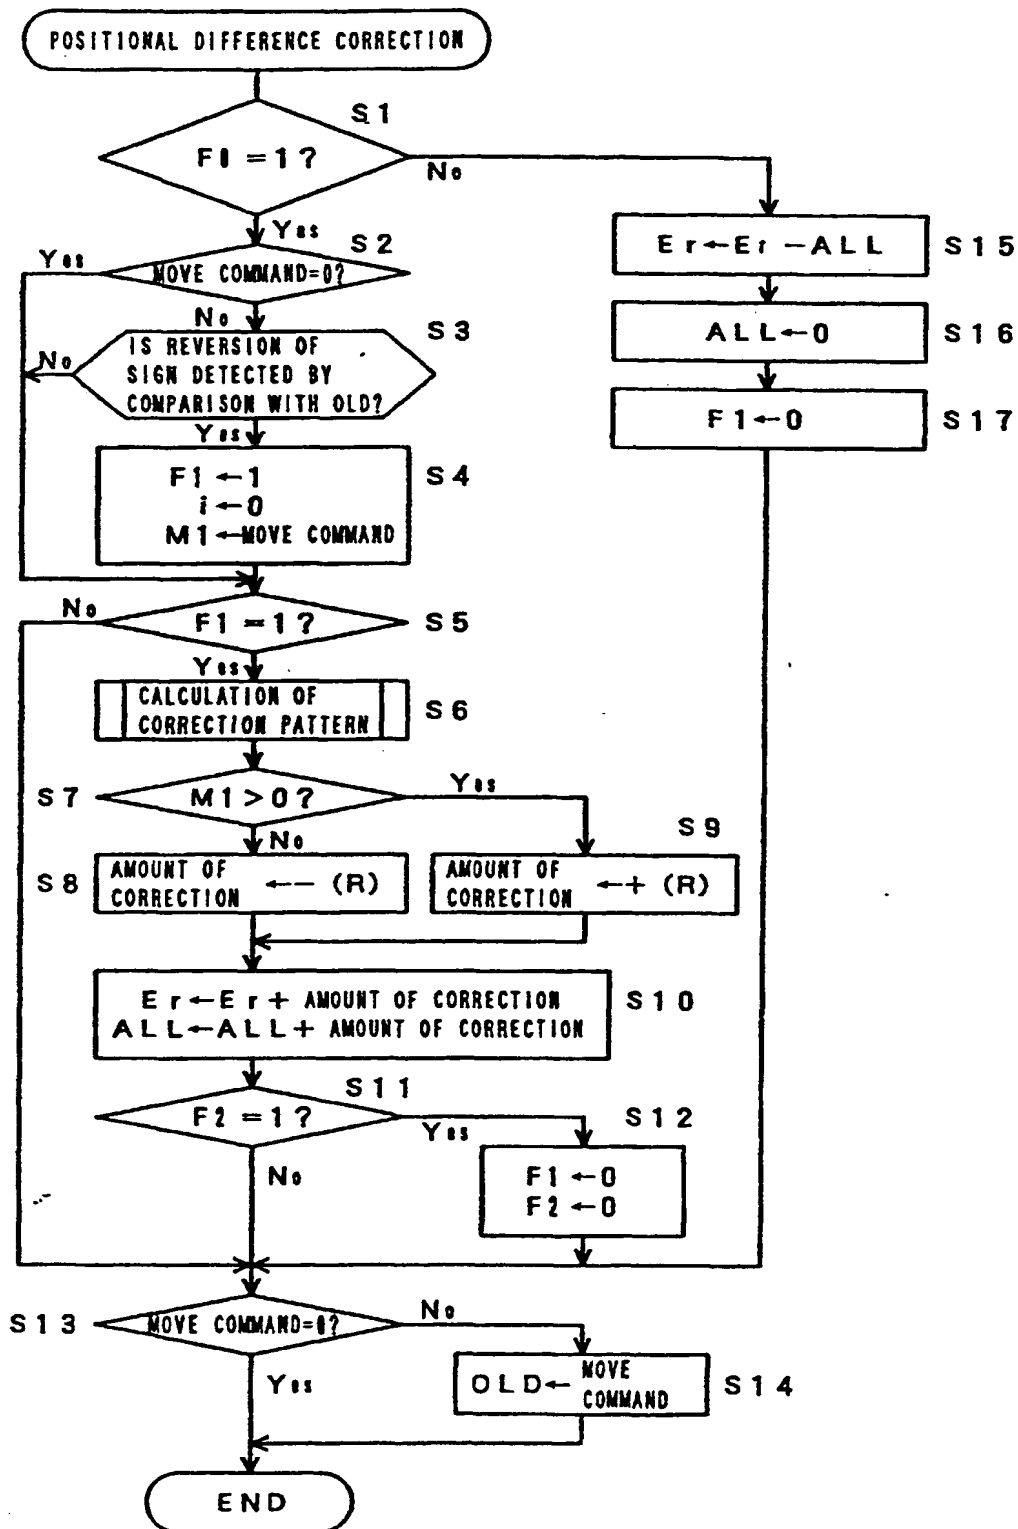 POSITIONAL DIFFERENCE CORRECTION
S1
F0=1?
No
Yes
S2
Yes
MOVE COMMAND=0?
No
S3
No
IS REVERSION OF
SIGN DETECTED BY
COMPARISON WITH OLD?
Yes
S4
F1←1
i←0
M1←MOVE COMMAND
No
F1=1?
S5
Yes
CALCULATION OF
CORRECTION PATTERN
S6
S7
M1>0?
Yes
No
S8
AMOUNT OF
CORRECTION ←−(R)
S9
AMOUNT OF
CORRECTION ←+(R)
Er←Er+ AMOUNT OF CORRECTION
ALL←ALL+ AMOUNT OF CORRECTION
S10
S11
F2=1?
Yes
No
S12
F1←0
F2←0
S13
MOVE COMMAND=0?
No
Yes
OLD← MOVE
COMMAND
S14
Er←Er−ALL
S15
ALL←0
S16
F1←0
S17
END